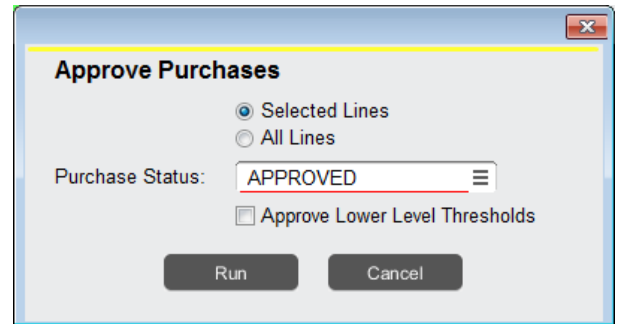 Approve Purchases
Selected Lines
All Lines
Purchase Status: APPROVED
Approve Lower Level Thresholds
Run Cancel